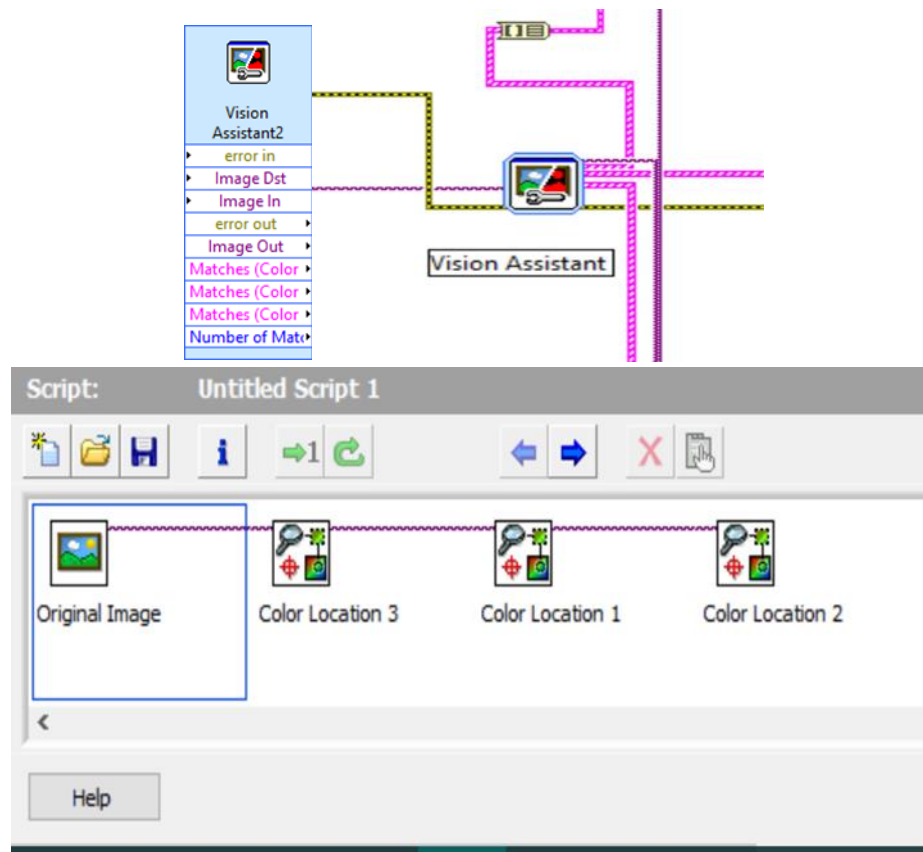 Vision
Assistant2
error in
Image Dst
Image In
error out
Image Out
Matches (Color
Matches (Color
Matches (Color
Number of Mat
Vision Assistant
Script: Untitled Script 1
1
Original Image Color Location 3 Color Location 1 Color Location 2
Help